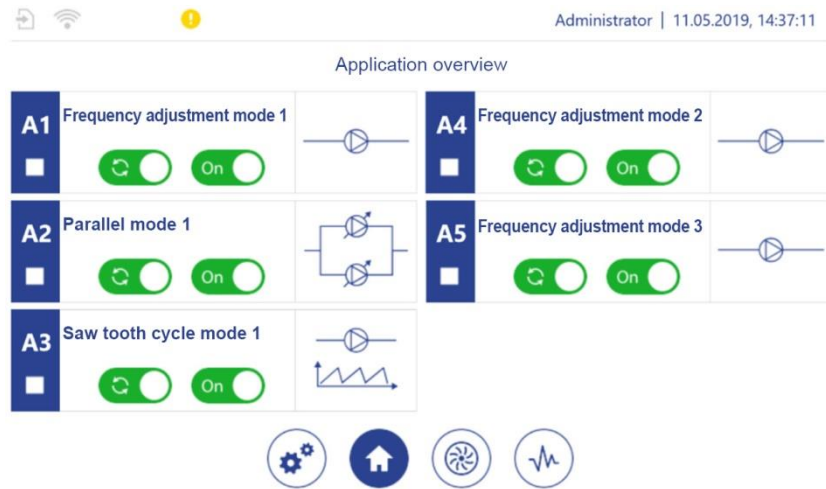 Administrator | 11.05.2019, 14:37:11
Application overview
A1
Frequency adjustment mode 1
On
A4
Frequency adjustment mode 2
On
A2
Parallel mode 1
On
A5
Frequency adjustment mode 3
On
A3
Saw tooth cycle mode 1
On